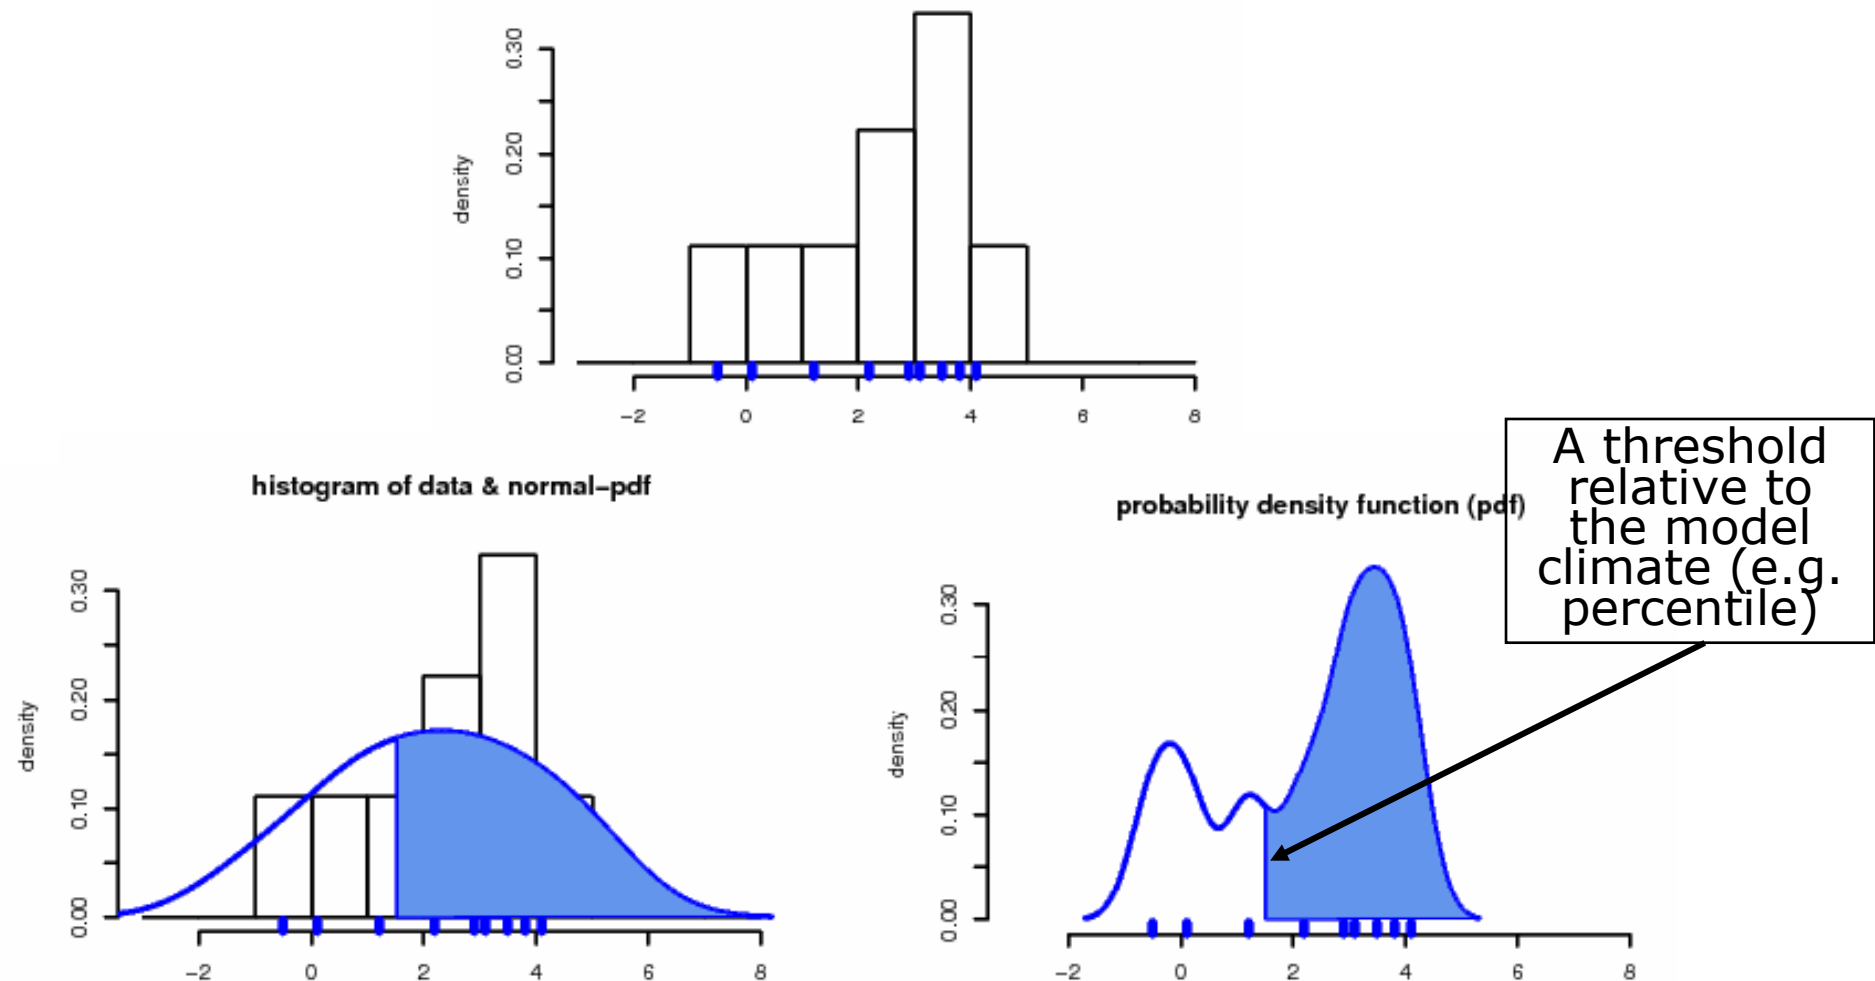 0.30
0.20
0.10
0.00
density
−2 0 2 4 6 8
histogram of data & normal−pdf
0.30
0.20
0.10
0.00
density
−2 0 2 4 6 8
probability density function (pdf)
0.30
0.20
0.10
0.00
density
−2 0 2 4 6 8
A threshold
relative to
the model
climate (e.g.
percentile)